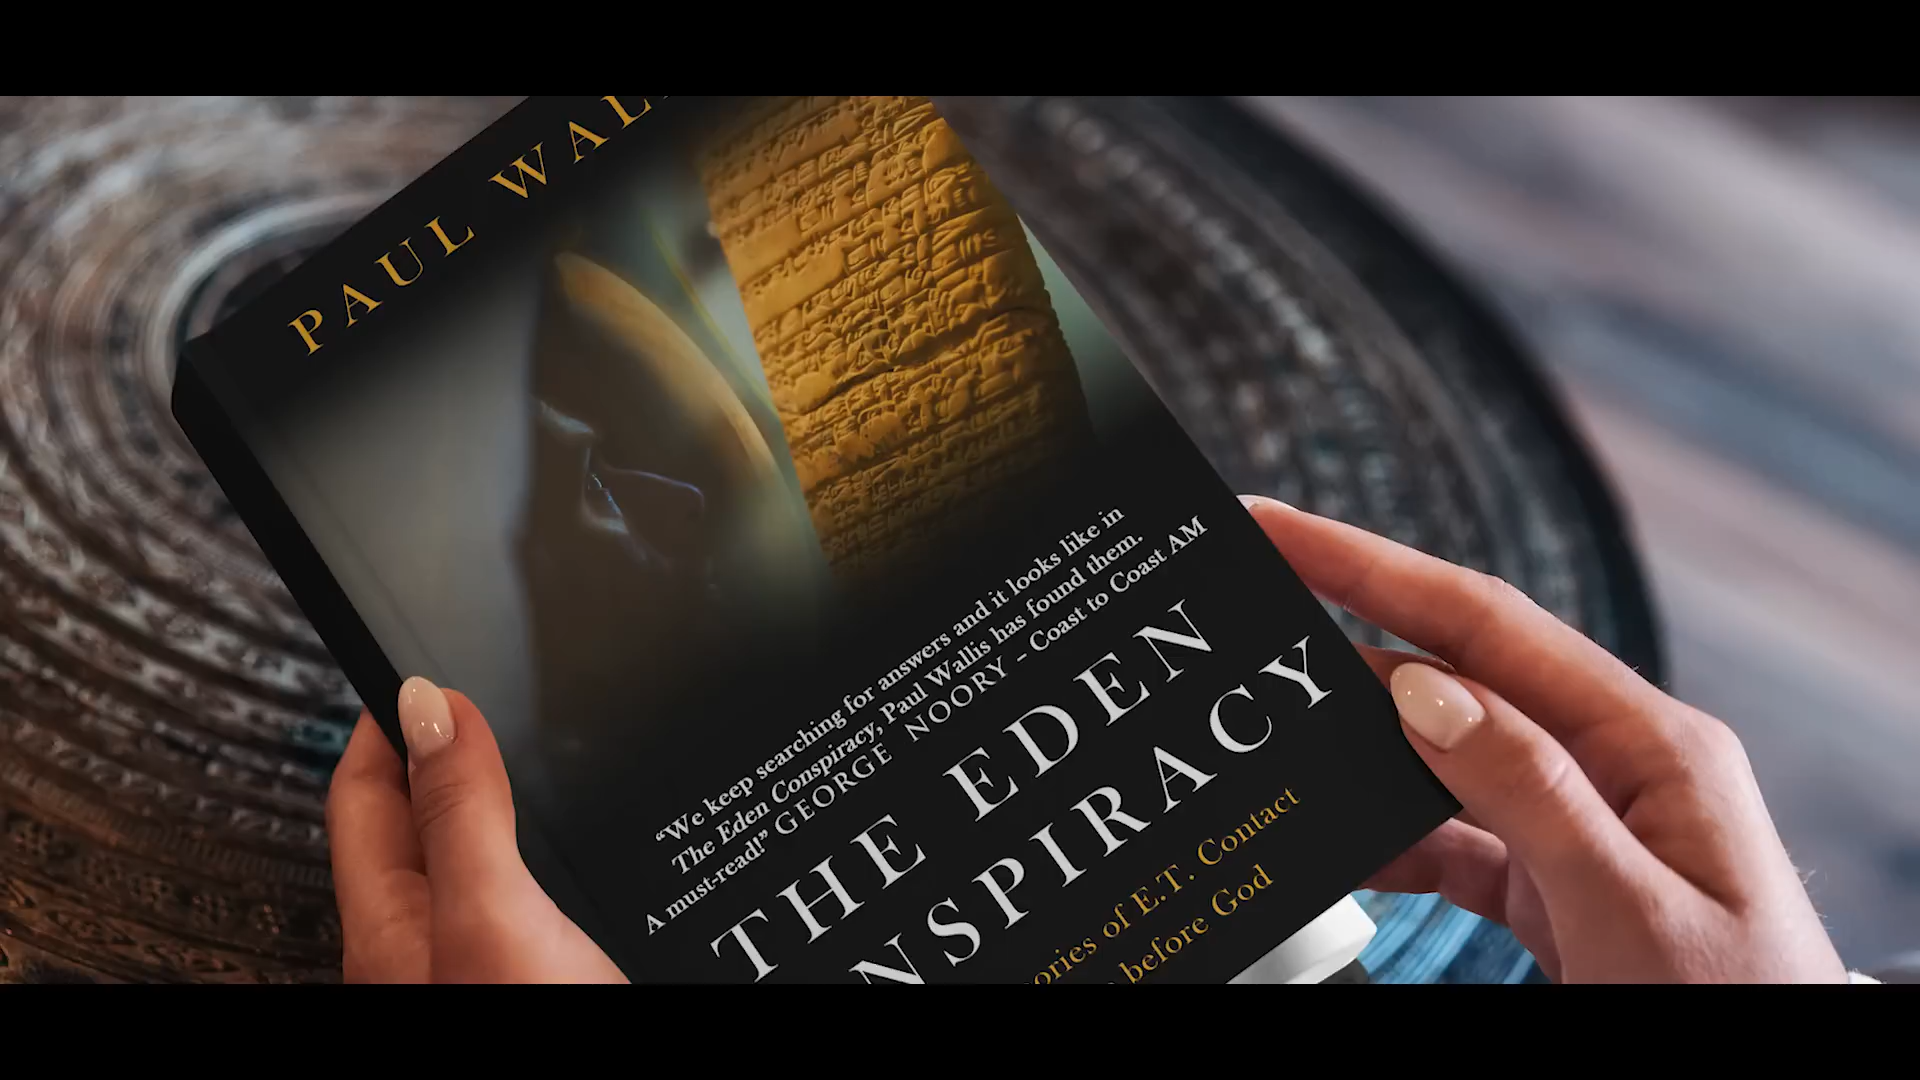 PAUL WAL
“We keep searching for answers and it looks like in
The Eden Conspiracy, Paul Wallis has found them.
A must-read!” GEORGE NOORY - Coast to Coast AM
THE EDEN
NSPIRACY
ories of E.T. Contact
before God